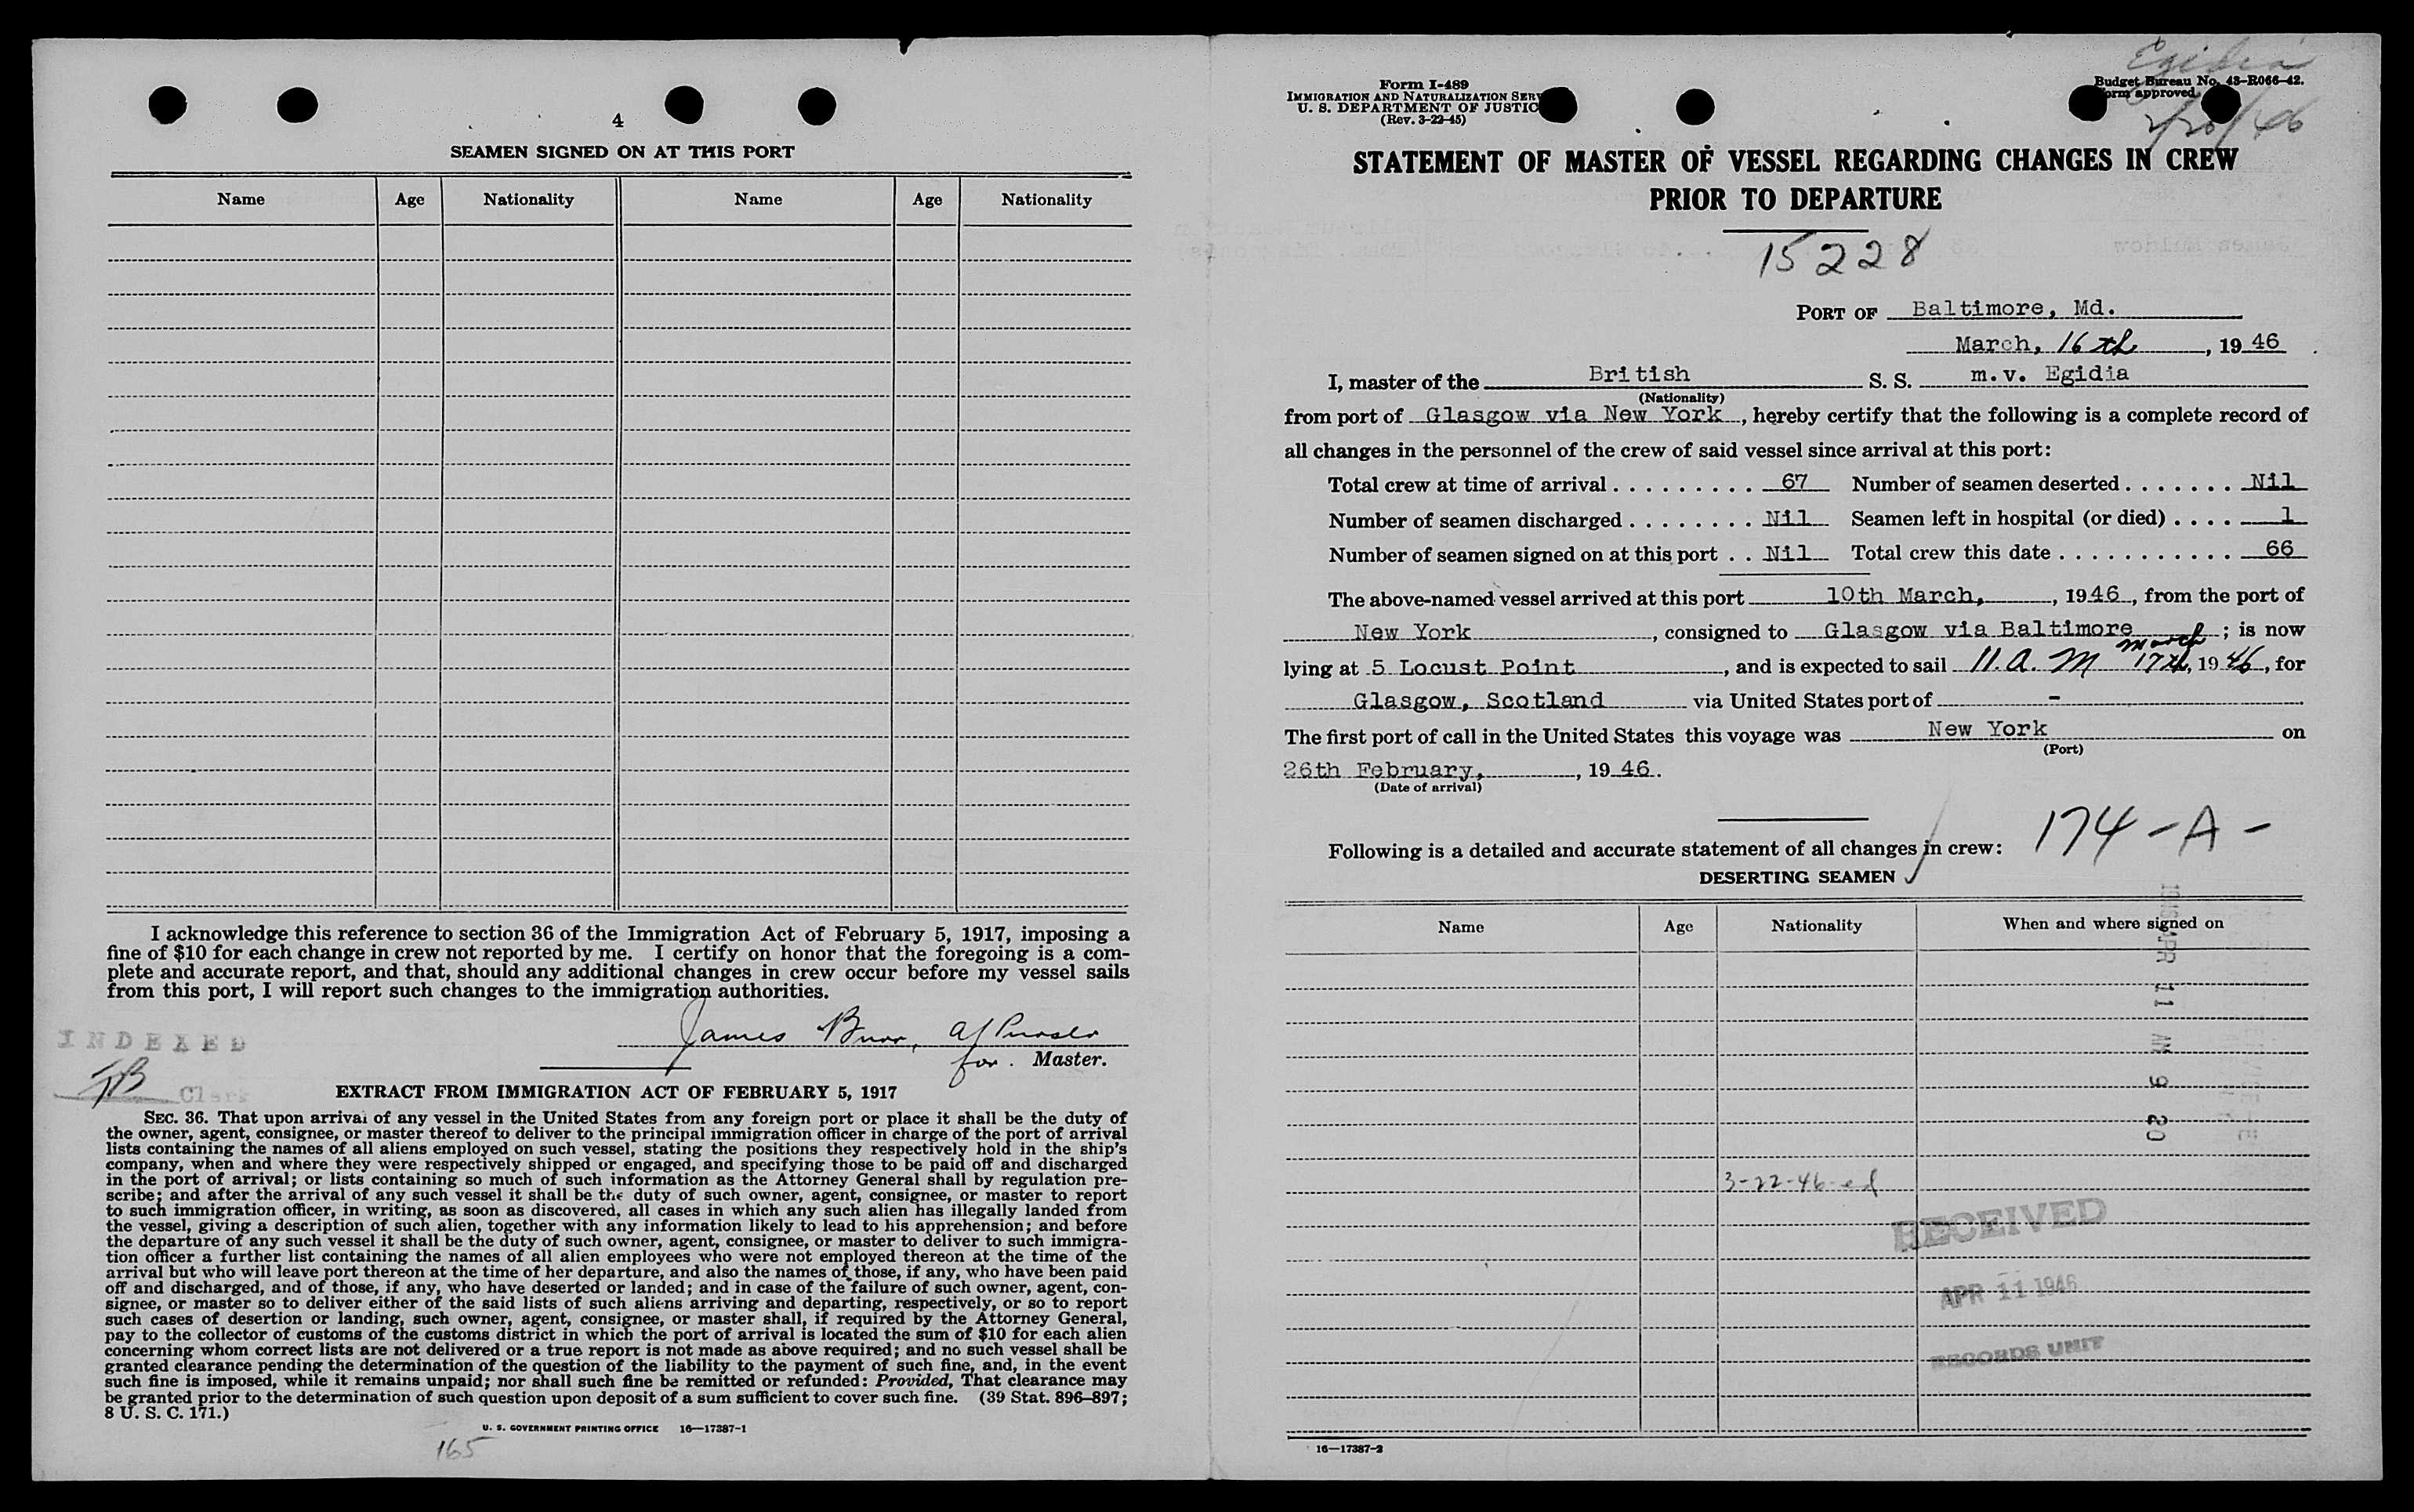 4
SEAMEN SIGNED ON AT THIS PORT
Name Age Nationality Name Age Nationality
I acknowledge this reference to section 36 of the Immigration Act of February 5, 1917, imposing a
fine of $10 for each change in crew not reported by me. I certify on honor that the foregoing is a com-
plete and accurate report, and that, should any additional changes in crew occur before my vessel sails
from this port, I will report such changes to the immigration authorities.
INDEXED
James Burr, a/Purser
for. Master.
Clerk
EXTRACT FROM IMMIGRATION ACT OF FEBRUARY 5, 1917
SEC. 36. That upon arrival of any vessel in the United States from any foreign port or place it shall be the duty of
the owner, agent, consignee, or master thereof to deliver to the principal immigration officer in charge of the port of arrival
lists containing the names of all aliens employed on such vessel, stating the positions they respectively hold in the ship's
company, when and where they were respectively shipped or engaged, and specifying those to be paid off and discharged
in the port of arrival; or lists containing so much of such information as the Attorney General shall by regulation pre-
scribe; and after the arrival of any such vessel it shall be the duty of such owner, agent, consignee, or master to report
to such immigration officer, in writing, as soon as discovered, all cases in which any such alien has illegally landed from
the vessel, giving a description of such alien, together with any information likely to lead to his apprehension; and before
the departure of any such vessel it shall be the duty of such owner, agent, consignee, or master to deliver to such immigra-
tion officer a further list containing the names of all alien employees who were not employed thereon at the time of the
arrival but who will leave port thereon at the time of her departure, and also the names of those, if any, who have been paid
off and discharged, and of those, if any, who have deserted or landed; and in case of the failure of such owner, agent, con-
signee, or master so to deliver either of the said lists of such aliens arriving and departing, respectively, or so to report
such cases of desertion or landing, such owner, agent, consignee, or master shall, if required by the Attorney General,
pay to the collector of customs of the customs district in which the port of arrival is located the sum of $10 for each alien
concerning whom correct lists are not delivered or a true report is not made as above required; and no such vessel shall be
granted clearance pending the determination of the question of the liability to the payment of such fine, and, in the event
such fine is imposed, while it remains unpaid; nor shall such fine be remitted or refunded: Provided, That clearance may
be granted prior to the determination of such question upon deposit of a sum sufficient to cover such fine. (39 Stat. 896–897;
8 U. S. C. 171.)
U. S. GOVERNMENT PRINTING OFFICE 16—17387-1
165
Egidia
Form I-489
IMMIGRATION AND NATURALIZATION SERV
U. S. DEPARTMENT OF JUSTIC
(Rev. 3-22-45)
Budget Bureau No. 43-R066-42.
orm approved.
2/26/46
STATEMENT OF MASTER OF VESSEL REGARDING CHANGES IN CREW
PRIOR TO DEPARTURE
15228
PORT OF Baltimore, Md.
March, 16th, 1946
I, master of the British S. S. m.v. Egidia
(Nationality)
from port of Glasgow via New York, hereby certify that the following is a complete record of
all changes in the personnel of the crew of said vessel since arrival at this port:
Total crew at time of arrival . . . . . . . . . . 67 Number of seamen deserted . . . . . . . Nil
Number of seamen discharged . . . . . . . . Nil Seamen left in hospital (or died) . . . . 1
Number of seamen signed on at this port . . Nil Total crew this date . . . . . . . . . . . 66
The above-named vessel arrived at this port 10th March, , 1946, from the port of
New York, consigned to Glasgow via Baltimore; is now
lying at 5 Locust Point, and is expected to sail 11. a. m March 17th, 1946, for
Glasgow, Scotland via United States port of -
The first port of call in the United States this voyage was New York on
(Port)
26th February, , 1946.
(Date of arrival)
174 - A -
Following is a detailed and accurate statement of all changes in crew:
DESERTING SEAMEN
Name Age Nationality When and where signed on
APR 11 AM 9 20
3-22-46 ed
RECEIVED
APR 11 1946
RECORDS UNIT
16—17387-2